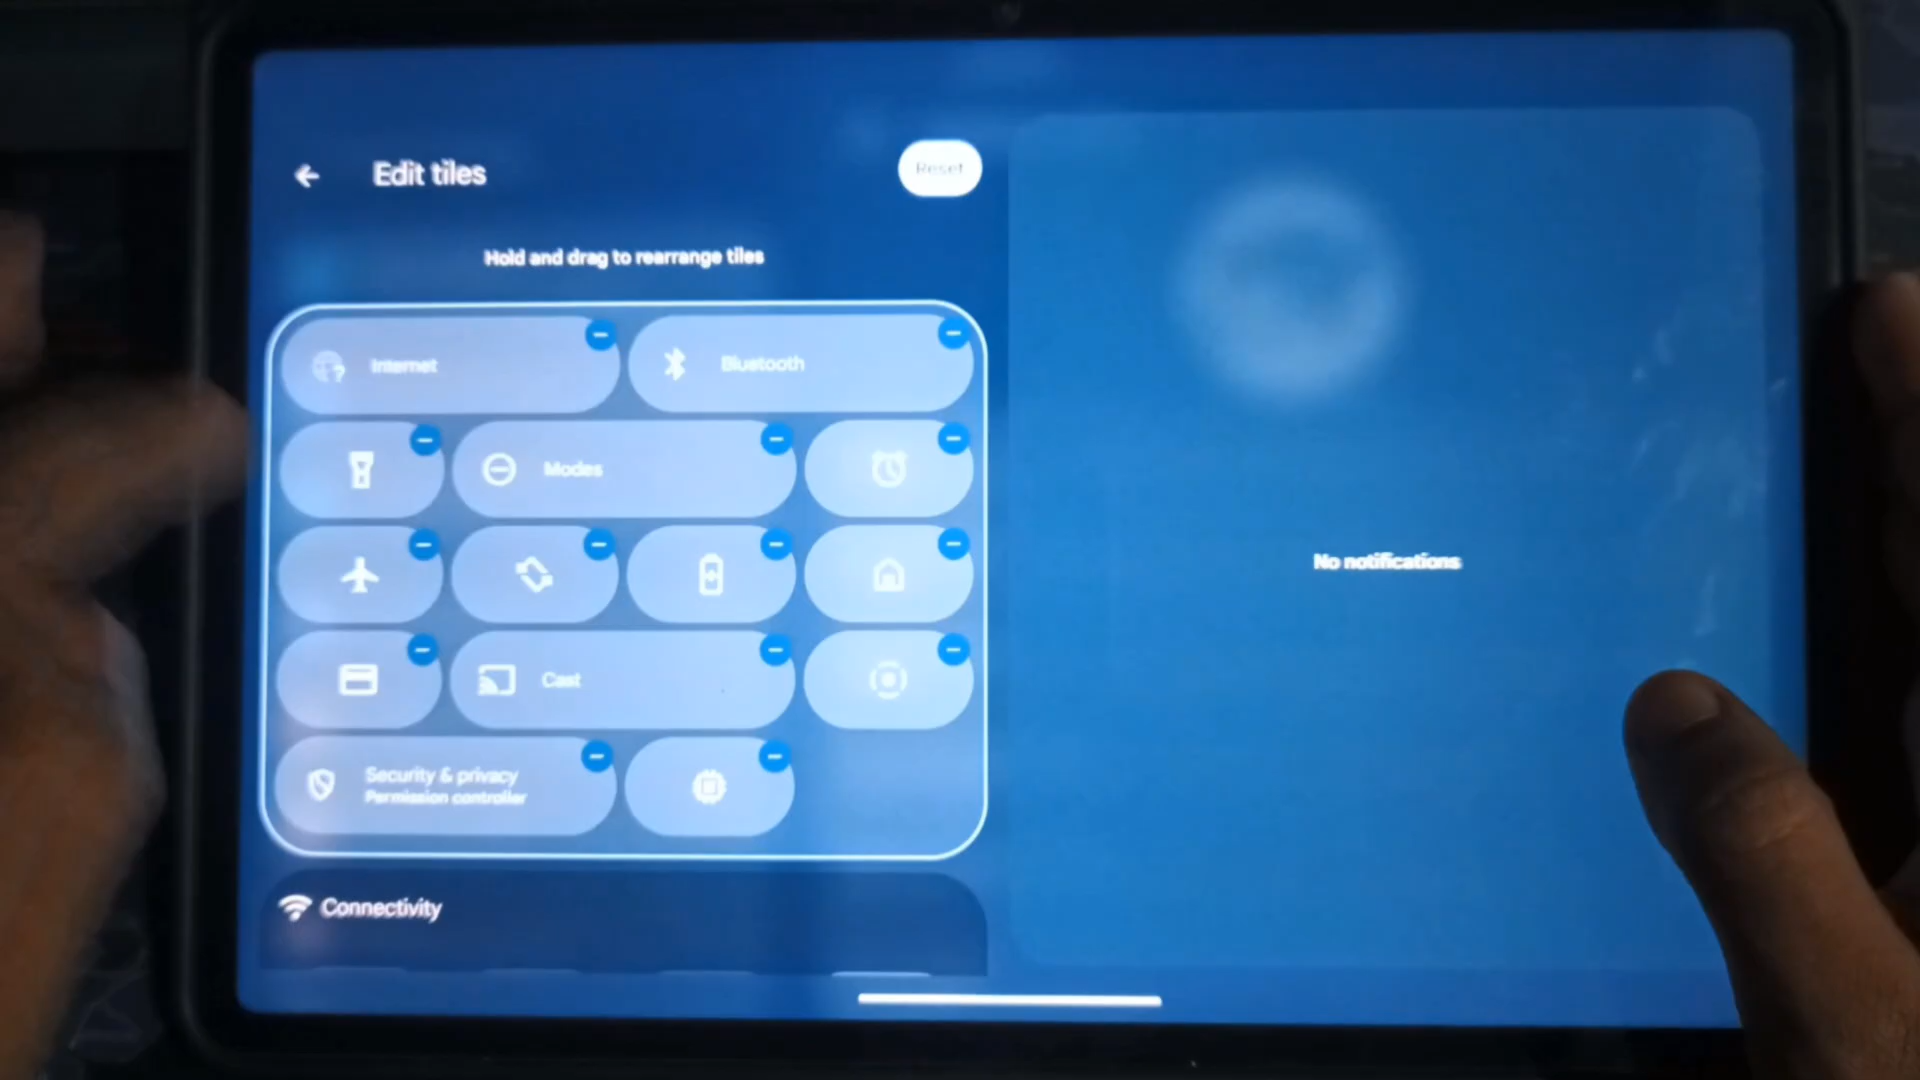 Edit tiles
Reset
Hold and drag to rearrange tiles
Internet
Bluetooth
Modes
Cast
Security & privacy
Permission controller
Connectivity
No notifications